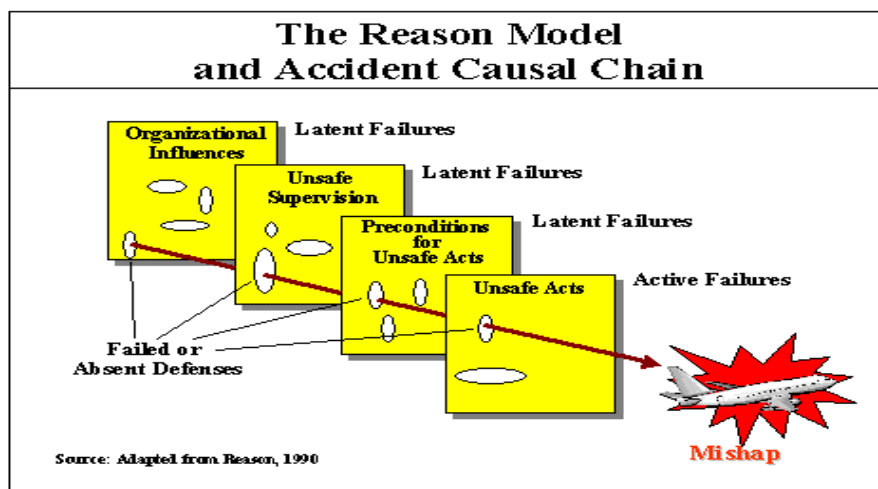 The Reason Model
and Accident Causal Chain
Organizational
Influences
Latent Failures
Unsafe
Supervision
Latent Failures
Preconditions
for
Unsafe Acts
Latent Failures
Unsafe Acts
Active Failures
Failed or
Absent Defenses
Mishap
Source: Adapted from Reason, 1990